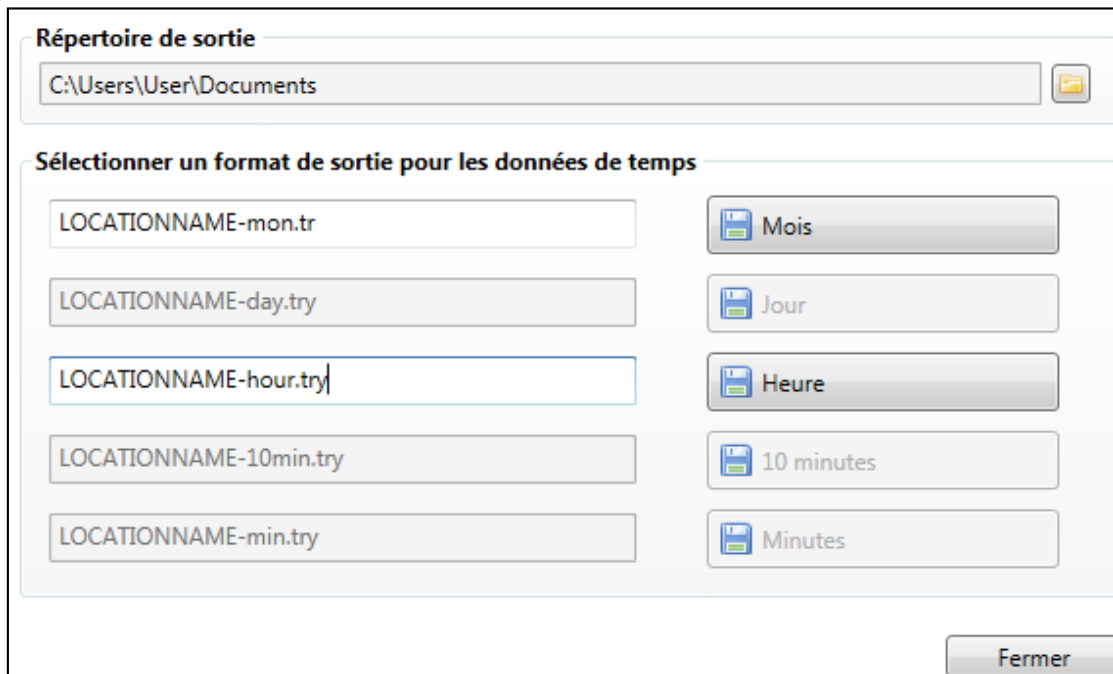 Répertoire de sortie
C:\Users\User\Documents
Sélectionner un format de sortie pour les données de temps
LOCATIONNAME-mon.tr
Mois
LOCATIONNAME-day.try
Jour
LOCATIONNAME-hour.try
Heure
LOCATIONNAME-10min.try
10 minutes
LOCATIONNAME-min.try
Minutes
Fermer